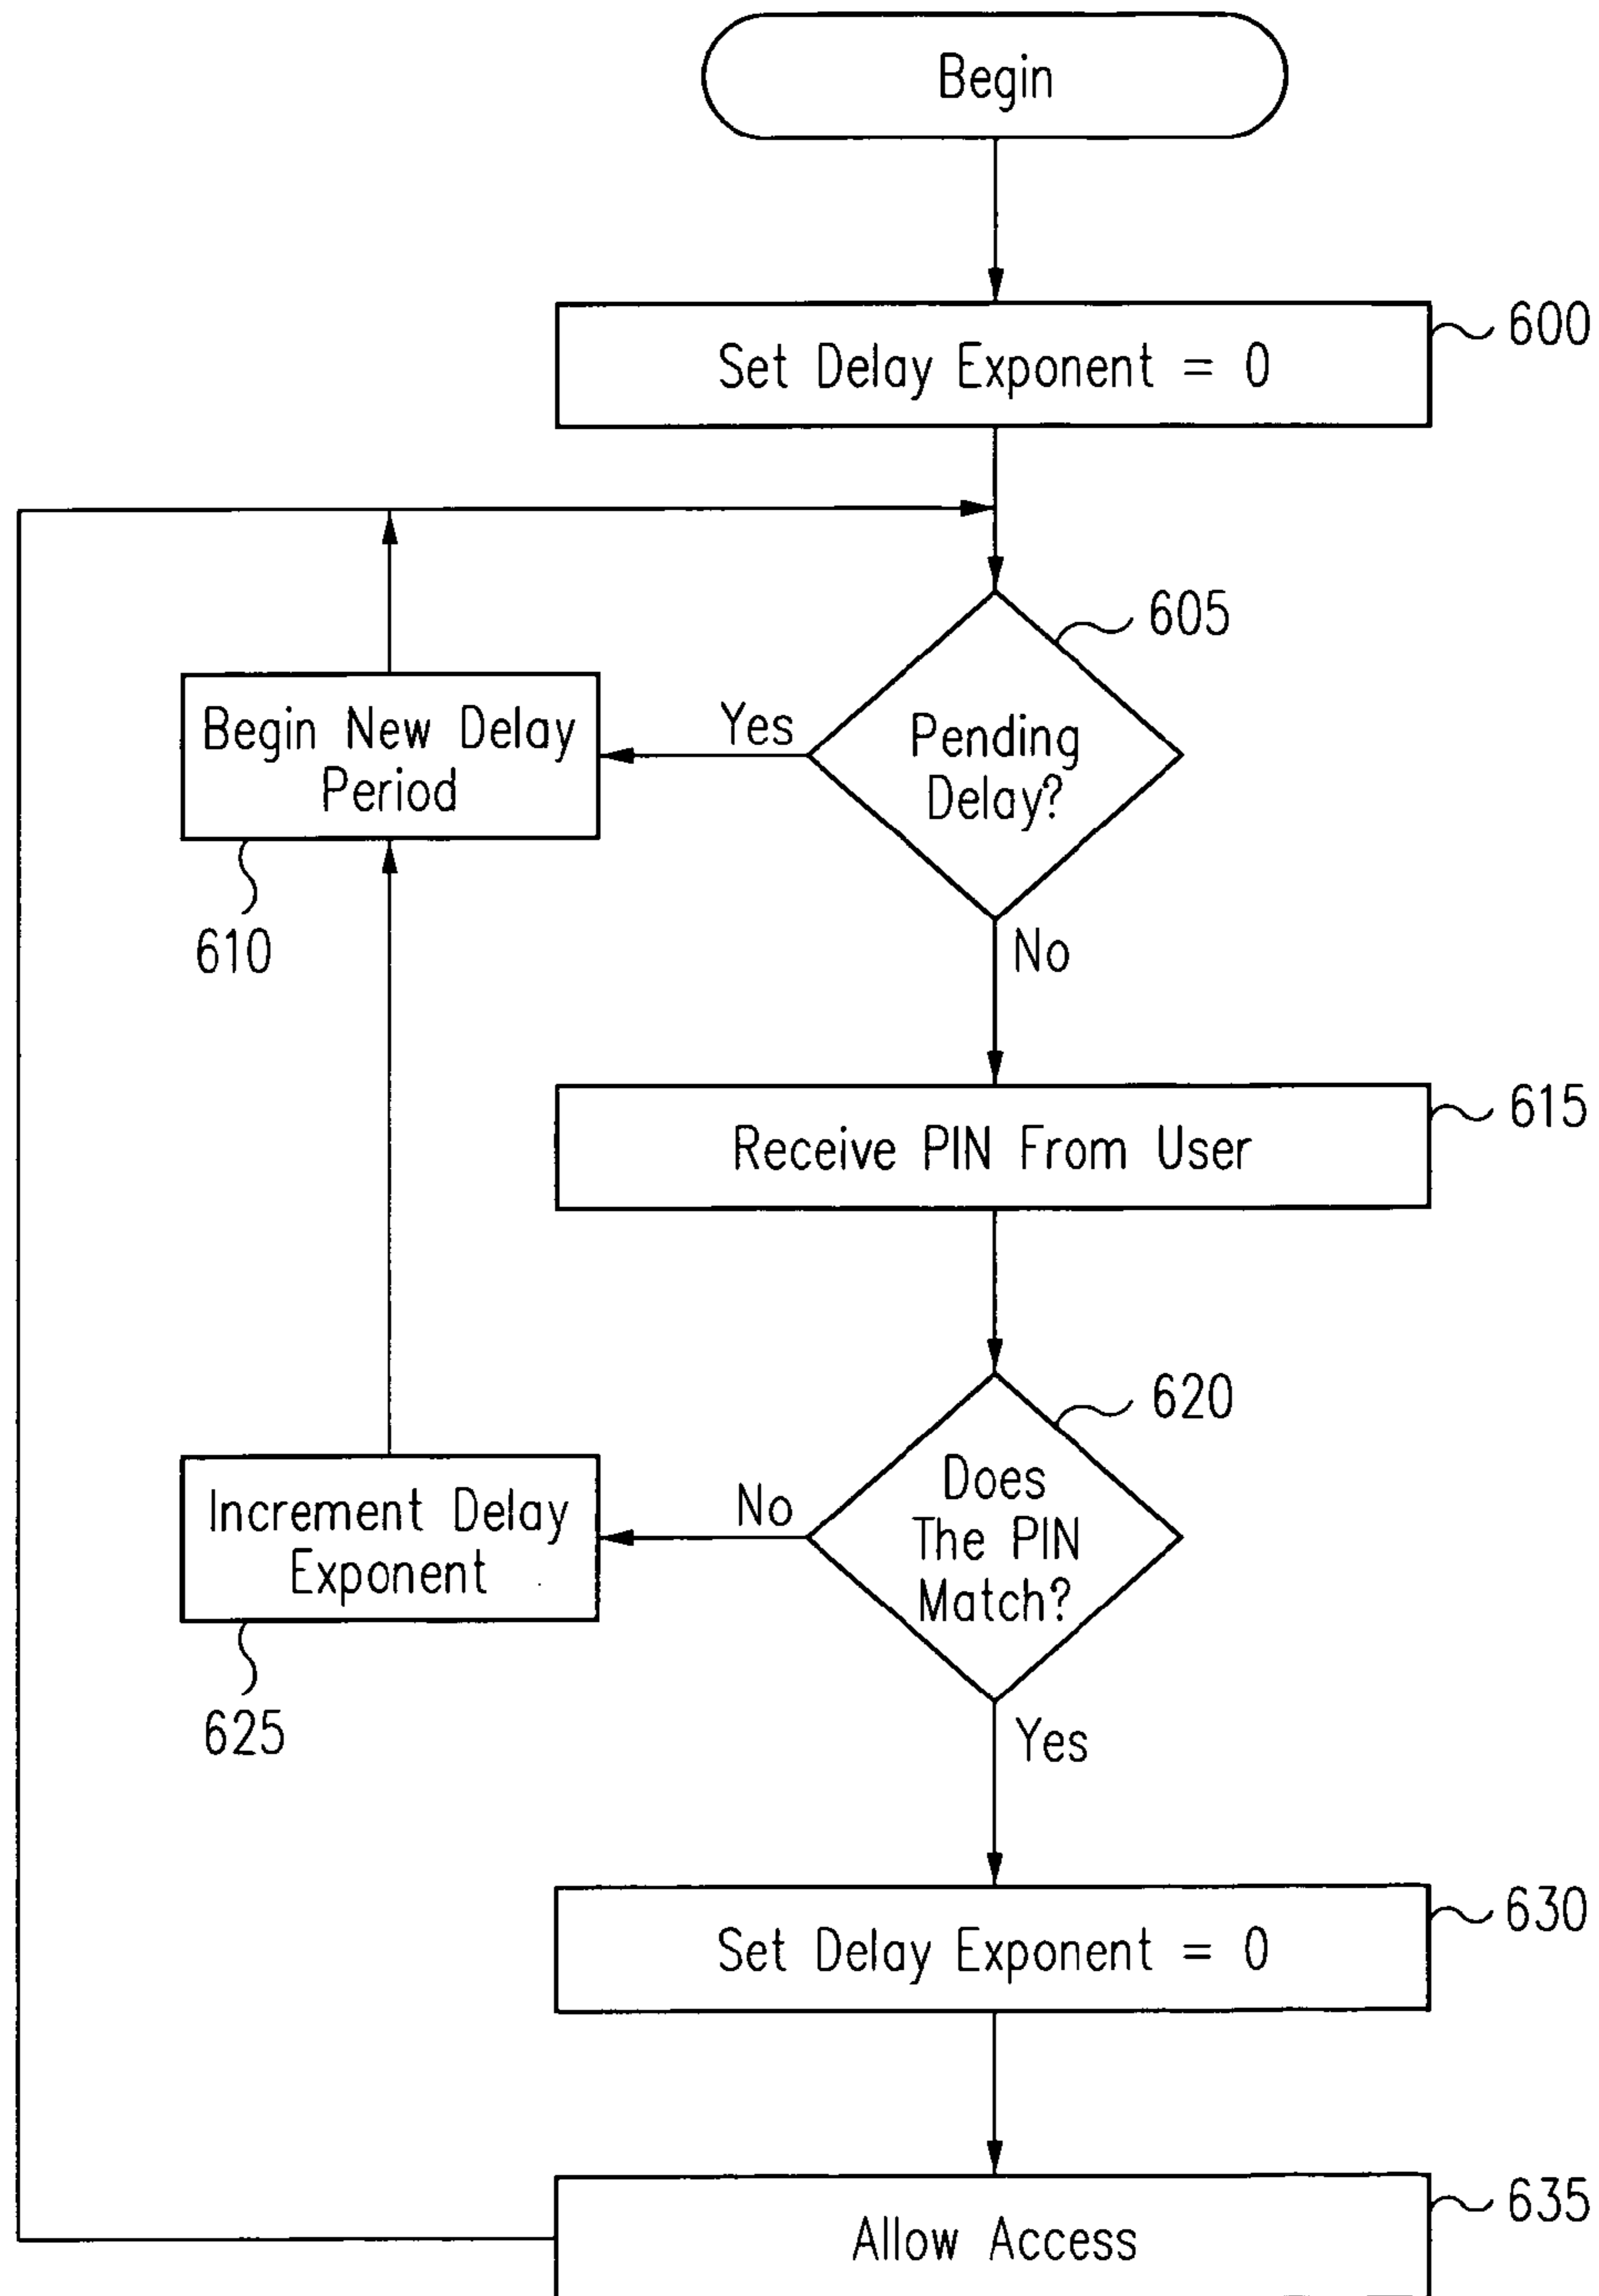 Begin
600
Set Delay Exponent = 0
605
Pending
Delay?
Yes
Begin New Delay
Period
610
No
615
Receive PIN From User
620
Does
The PIN
Match?
No
Increment Delay
Exponent
625
Yes
630
Set Delay Exponent = 0
635
Allow Access